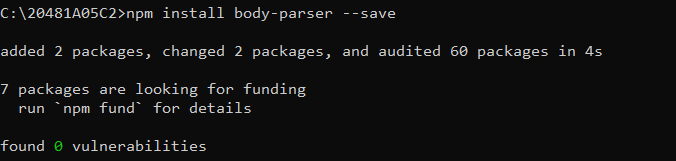 C:\20481A05C2>npm install body-parser --save
added 2 packages, changed 2 packages, and audited 60 packages in 4s
7 packages are looking for funding
run `npm fund` for details
found 0 vulnerabilities